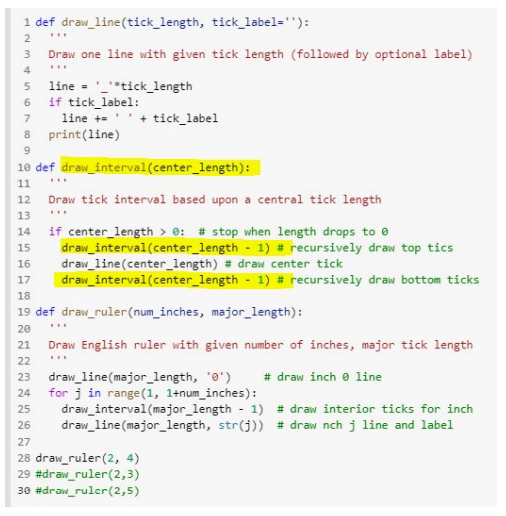 1 def draw_line(tick_length, tick_label=''):
2   '''
3   Draw one line with given tick length (followed by optional label)
4   '''
5   line = '_'*tick_length
6   if tick_label:
7     line += ' ' + tick_label
8   print(line)
9
10 def draw_interval(center_length):
11   '''
12   Draw tick interval based upon a central tick length
13   '''
14   if center_length > 0:  # stop when length drops to 0
15     draw_interval(center_length - 1) # recursively draw top tics
16     draw_line(center_length) # draw center tick
17     draw_interval(center_length - 1) # recursively draw bottom ticks
18
19 def draw_ruler(num_inches, major_length):
20   '''
21   Draw English ruler with given number of inches, major tick length
22   '''
23   draw_line(major_length, '0')     # draw inch 0 line
24   for j in range(1, 1+num_inches):
25     draw_interval(major_length - 1)  # draw interior ticks for inch
26     draw_line(major_length, str(j))  # draw nch j line and label
27
28 draw_ruler(2, 4)
29 #draw_ruler(2,3)
30 #draw_ruler(2,5)